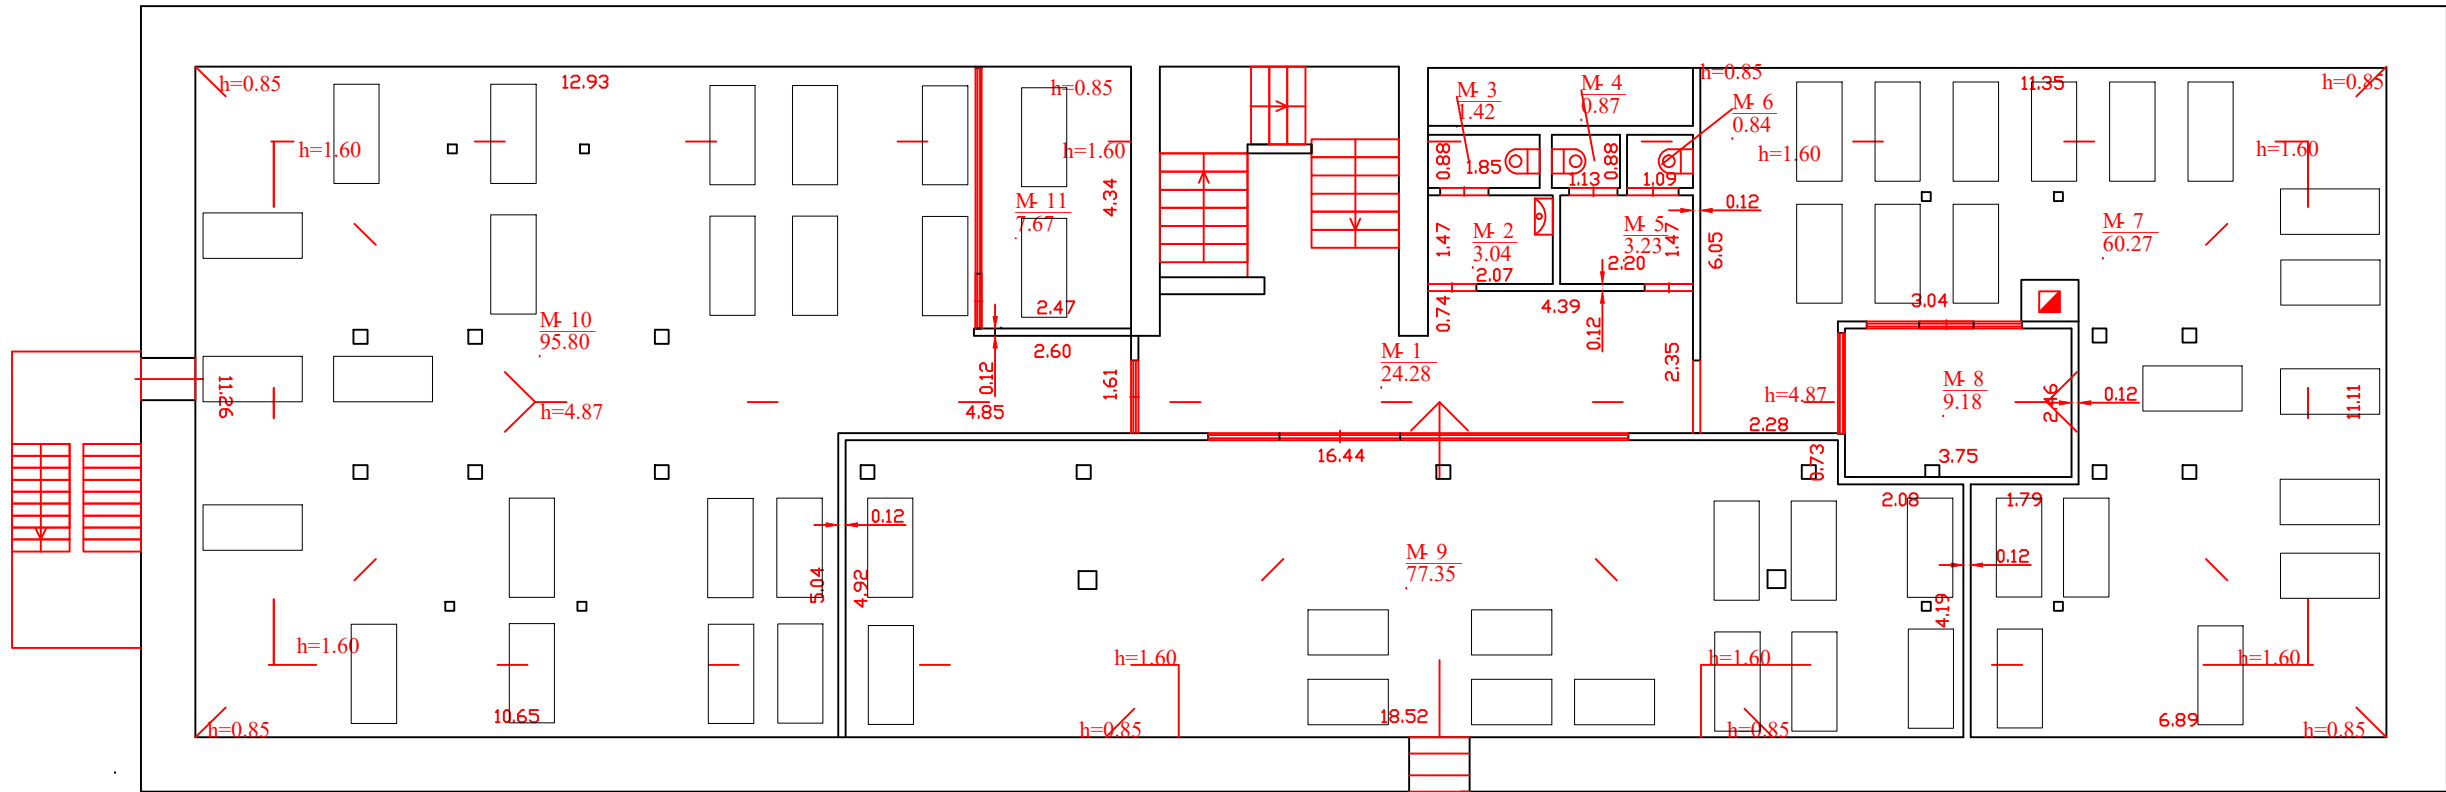 h=0.85
12.93
h=0.85
M- 3
1.42
M- 4
0.87
h=0.85
M- 6
0.84
11.35
h=0.85
h=1.60
h=1.60
0.88
1.85
1.13
0.88
1.09
h=1.60
h=1.60
M- 11
7.67
4.34
0.12
M- 2
3.04
1.47
2.07
M- 5
3.23
1.47
2.20
6.05
M- 7
60.27
M- 10
95.80
2.47
2.60
0.12
0.74
4.39
0.12
3.04
M- 1
24.28
2.35
1.61
11.26
h=4.87
4.85
h=4.87
M- 8
9.18
2.46
0.12
11.11
2.28
16.44
0.73
3.75
2.08
1.79
0.12
5.04
4.92
M- 9
77.35
0.12
4.19
h=1.60
h=1.60
h=1.60
h=1.60
h=0.85
10.65
h=0.85
18.52
h=0.85
6.89
h=0.85